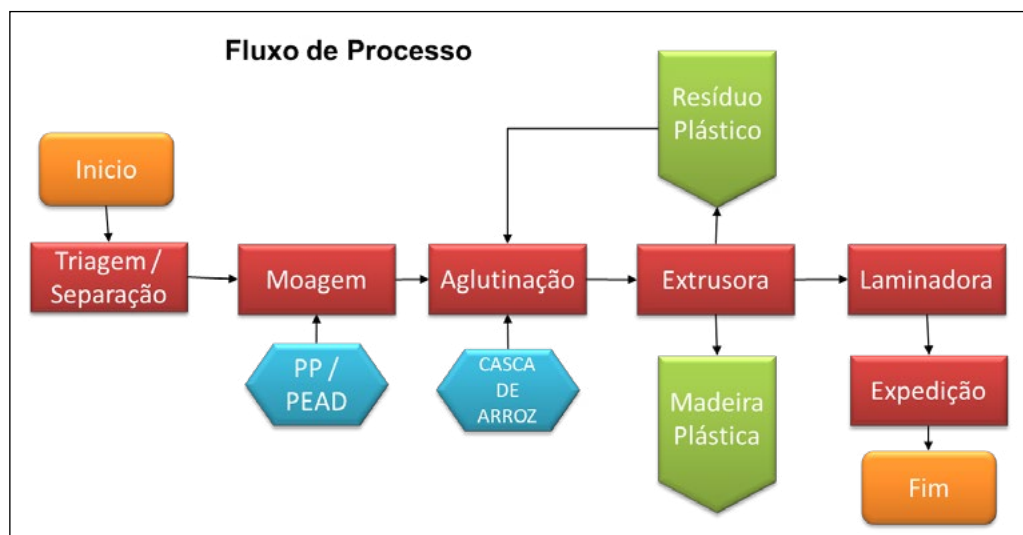 Fluxo de Processo
Resíduo
Plástico
Inicio
Triagem /
Separação
Moagem
Aglutinação
Extrusora
Laminadora
PP /
PEAD
CASCA
DE
ARROZ
Madeira
Plástica
Expedição
Fim